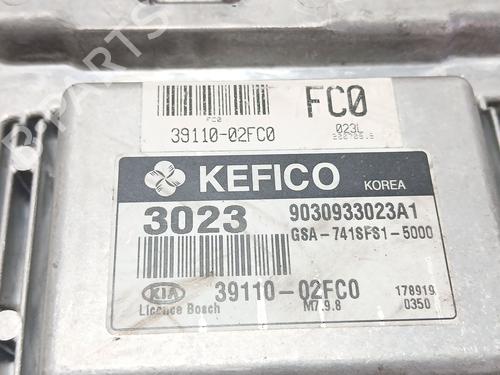 FC0
FC0
39110-02FC0
023L
KEFICO
KOREA
3023
9030933023A1
GSA-741SFS1-5000
KIA
39110-02FC0
178919
Licence Bosch
M7.9.8
0350